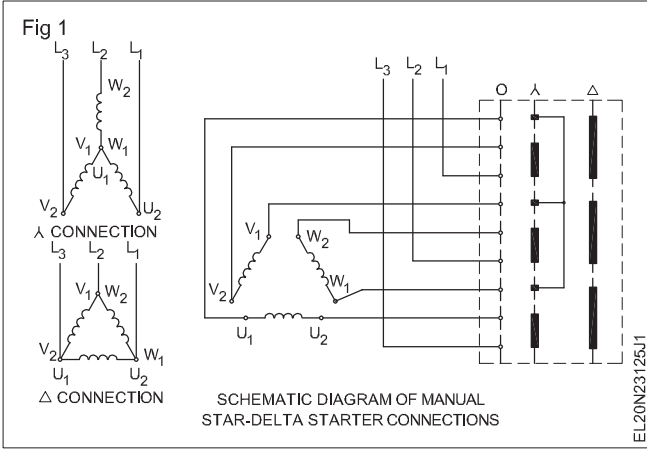 Fig 1
L3 L2 L1
W2
V1 W1
U1
V2 U2
⅄ CONNECTION
L3 L2 L1
V1 W2
V2 W1
U1 U2
△ CONNECTION
L3 L2 L1
O ⅄ △
V1 W2
V2 W1
U1 U2
SCHEMATIC DIAGRAM OF MANUAL
STAR-DELTA STARTER CONNECTIONS
EL20N23125J1